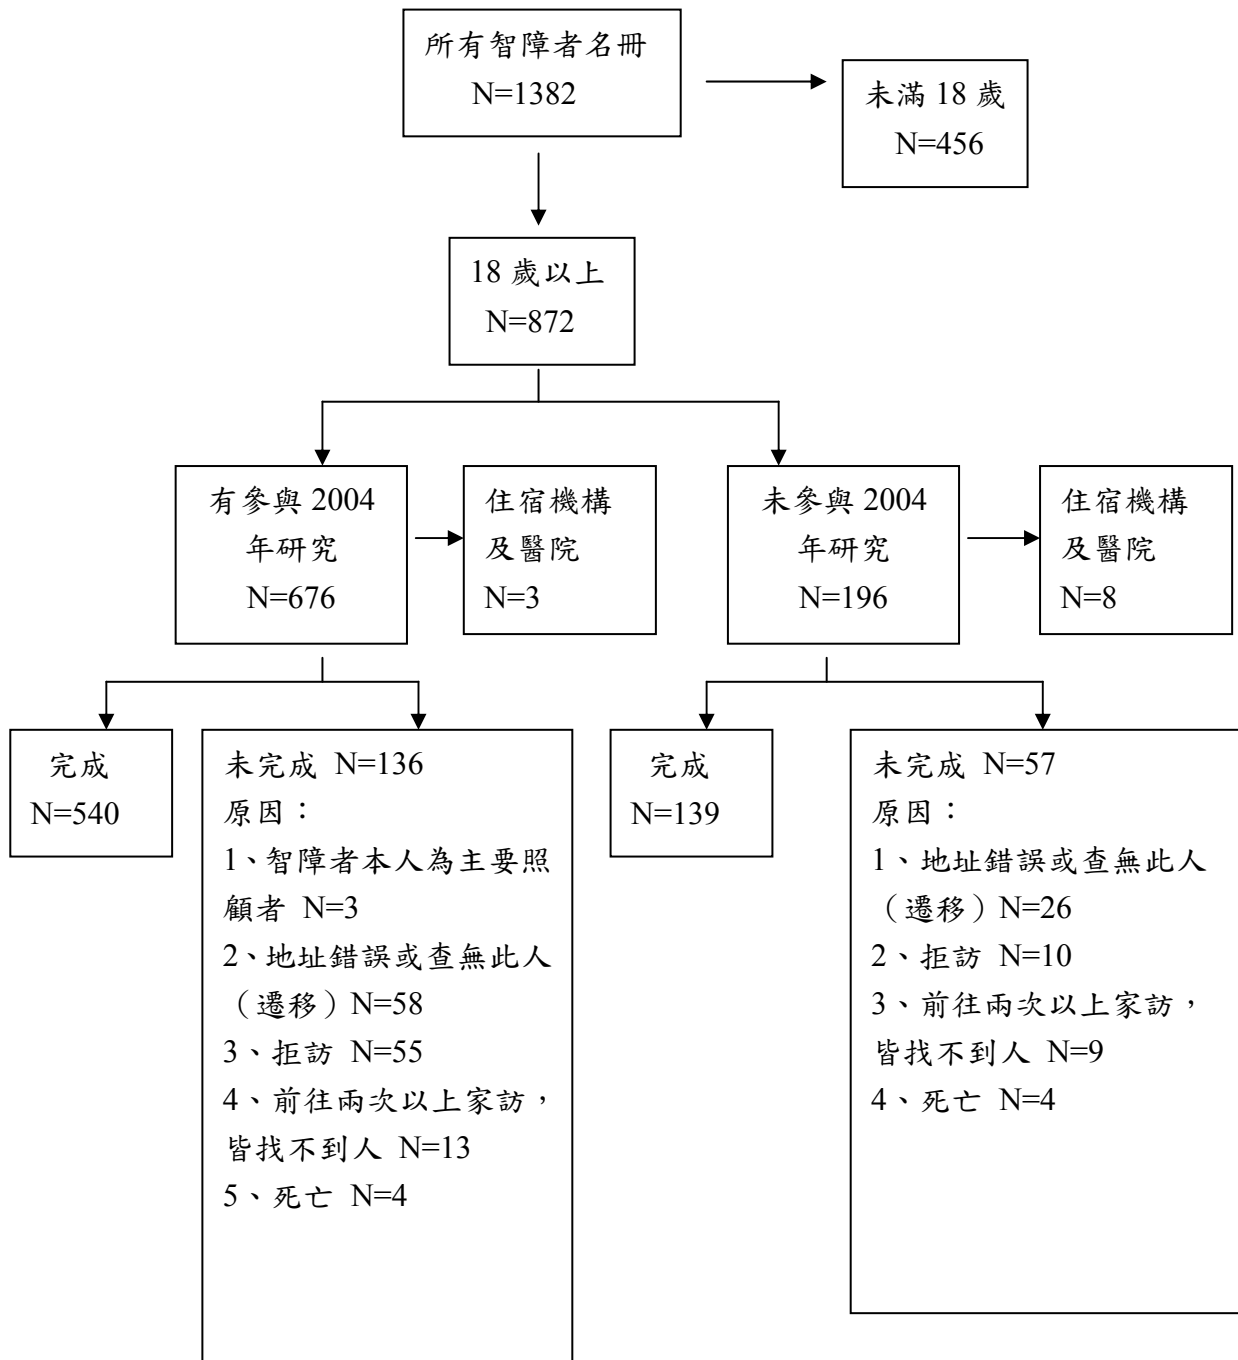 所有智障者名冊
N=1382
未滿 18 歲
N=456
18 歲以上
N=872
有參與 2004
年研究
N=676
住宿機構
及醫院
N=3
未參與 2004
年研究
N=196
住宿機構
及醫院
N=8
完成
N=540
未完成 N=136
原因：
1、智障者本人為主要照
顧者 N=3
2、地址錯誤或查無此人
（遷移）N=58
3、拒訪 N=55
4、前往兩次以上家訪，
皆找不到人 N=13
5、死亡 N=4
完成
N=139
未完成 N=57
原因：
1、地址錯誤或查無此人
（遷移）N=26
2、拒訪 N=10
3、前往兩次以上家訪，
皆找不到人 N=9
4、死亡 N=4